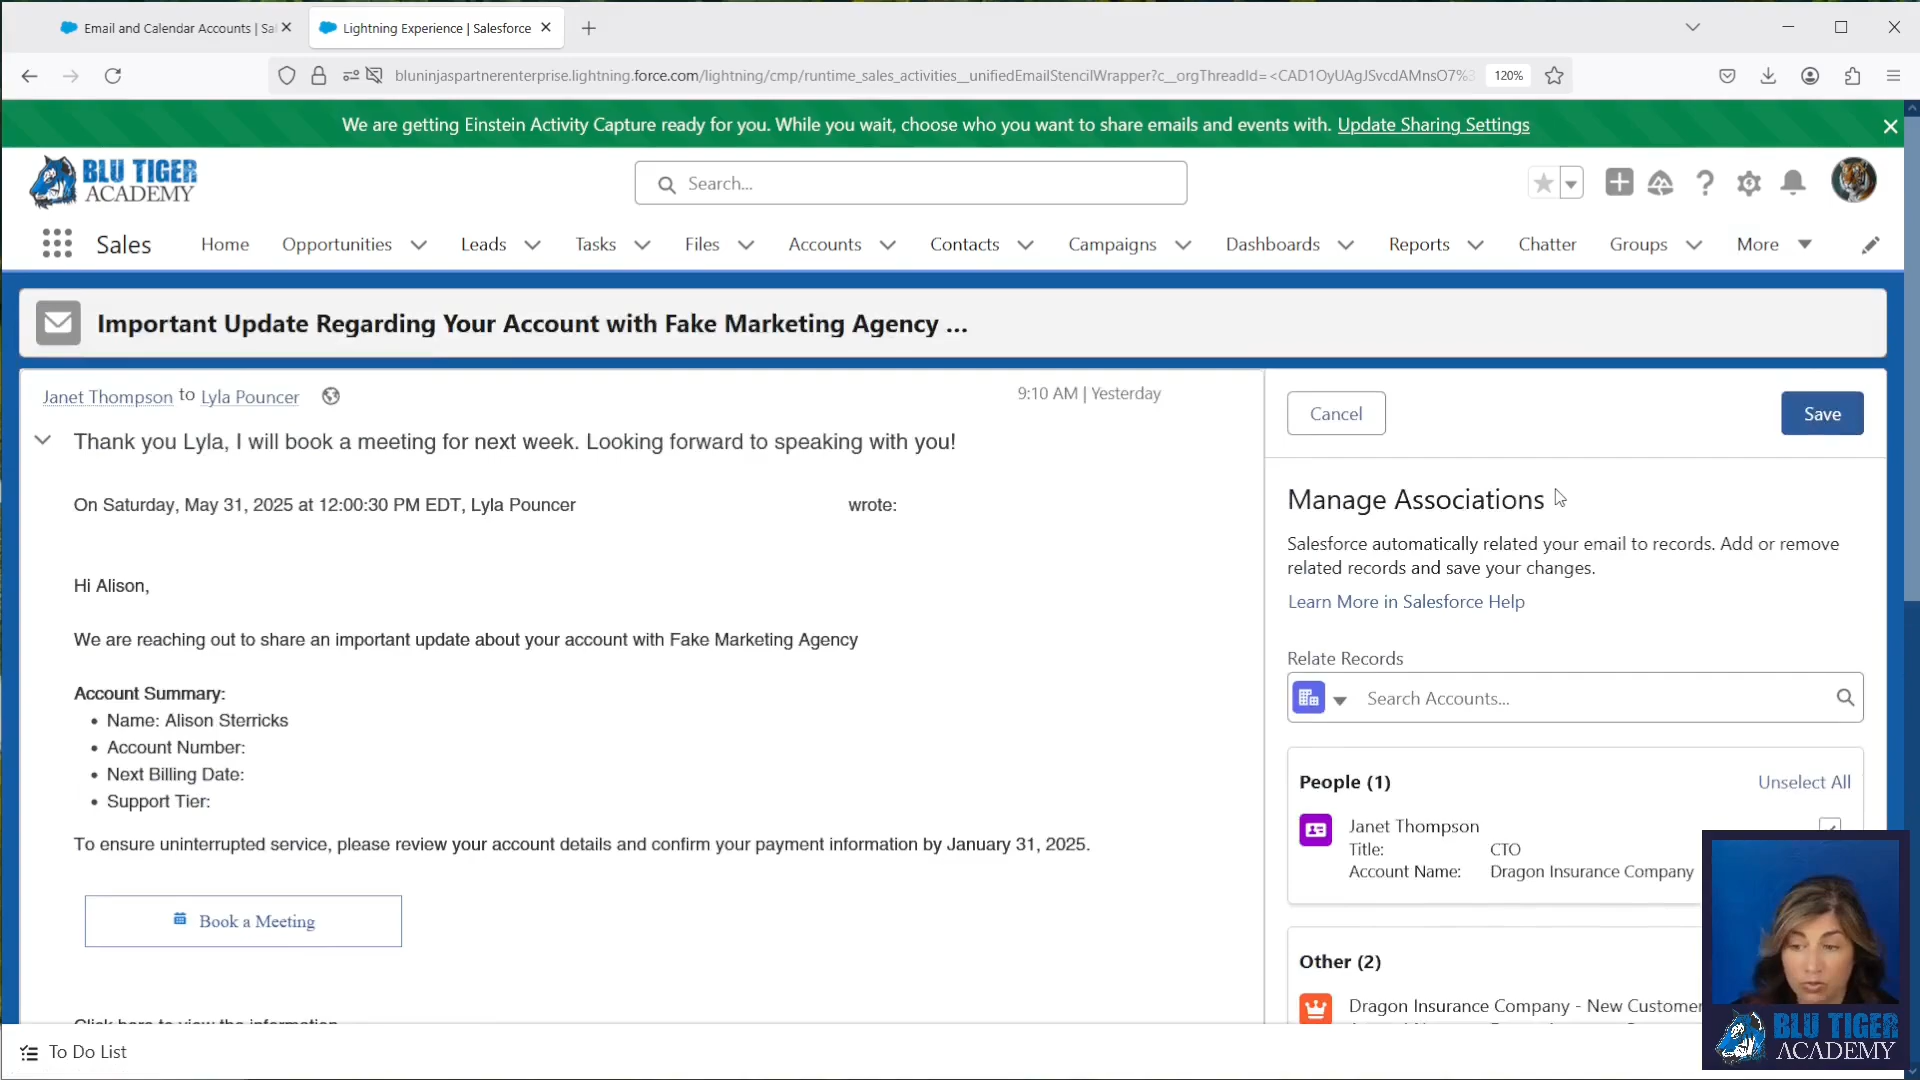 Email and Calendar Accounts | Sal
Lightning Experience | Salesforce
bluninjaspartnerenterprise.lightning.force.com/lightning/cmp/runtime_sales_activities__unifiedEmailStencilWrapper?c__orgThreadId=<CAD1OyUAgJSvcdAMnsO7%3
120%
We are getting Einstein Activity Capture ready for you. While you wait, choose who you want to share emails and events with. Update Sharing Settings
BLU TIGER
ACADEMY
Search...
Sales
Home
Opportunities
Leads
Tasks
Files
Accounts
Contacts
Campaigns
Dashboards
Reports
Chatter
Groups
More
Important Update Regarding Your Account with Fake Marketing Agency ...
Janet Thompson to Lyla Pouncer
9:10 AM | Yesterday
Thank you Lyla, I will book a meeting for next week. Looking forward to speaking with you!
On Saturday, May 31, 2025 at 12:00:30 PM EDT, Lyla Pouncer wrote:
Hi Alison,
We are reaching out to share an important update about your account with Fake Marketing Agency
Account Summary:
• Name: Alison Sterricks
• Account Number:
• Next Billing Date:
• Support Tier:
To ensure uninterrupted service, please review your account details and confirm your payment information by January 31, 2025.
Book a Meeting
Click here to view the information
Cancel
Save
Manage Associations
Salesforce automatically related your email to records. Add or remove
related records and save your changes.
Learn More in Salesforce Help
Relate Records
Search Accounts...
People (1)
Unselect All
Janet Thompson
Title: CTO
Account Name: Dragon Insurance Company
Other (2)
Dragon Insurance Company - New Customer
To Do List
BLU TIGER
ACADEMY